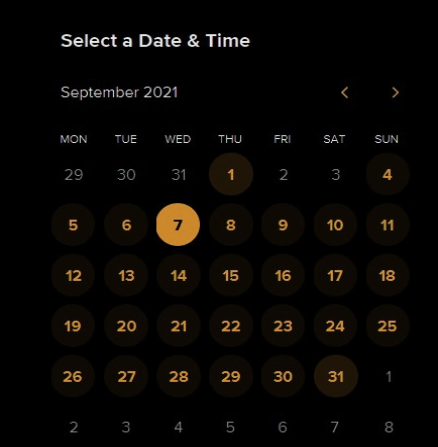 Select a Date & Time
September 2021
MON TUE WED THU FRI SAT SUN
29 30 31 1 2 3 4
5 6 7 8 9 10 11
12 13 14 15 16 17 18
19 20 21 22 23 24 25
26 27 28 29 30 31 1
2 3 4 5 6 7 8